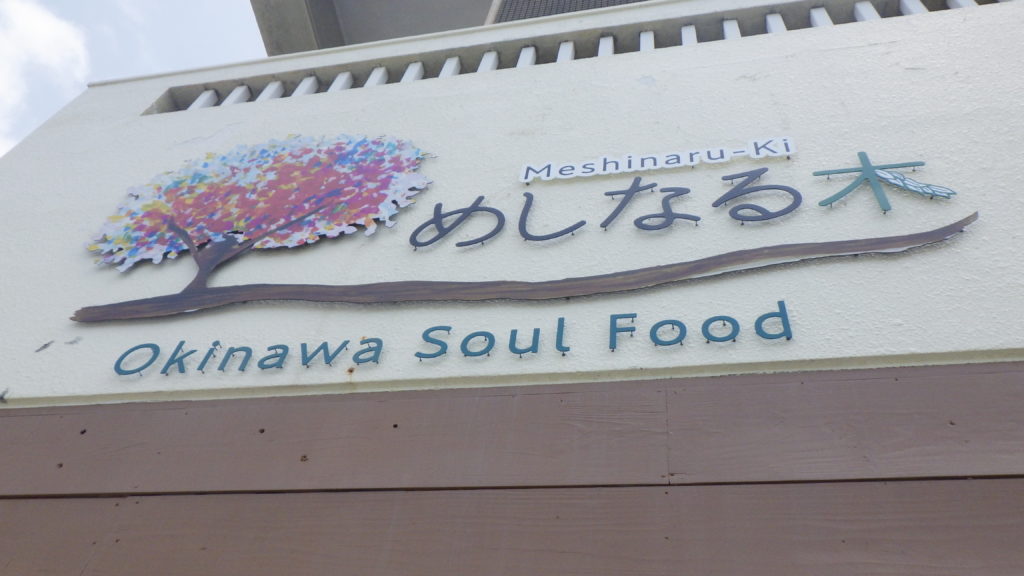 Meshinaru-Ki
めしなる木
Okinawa Soul Food